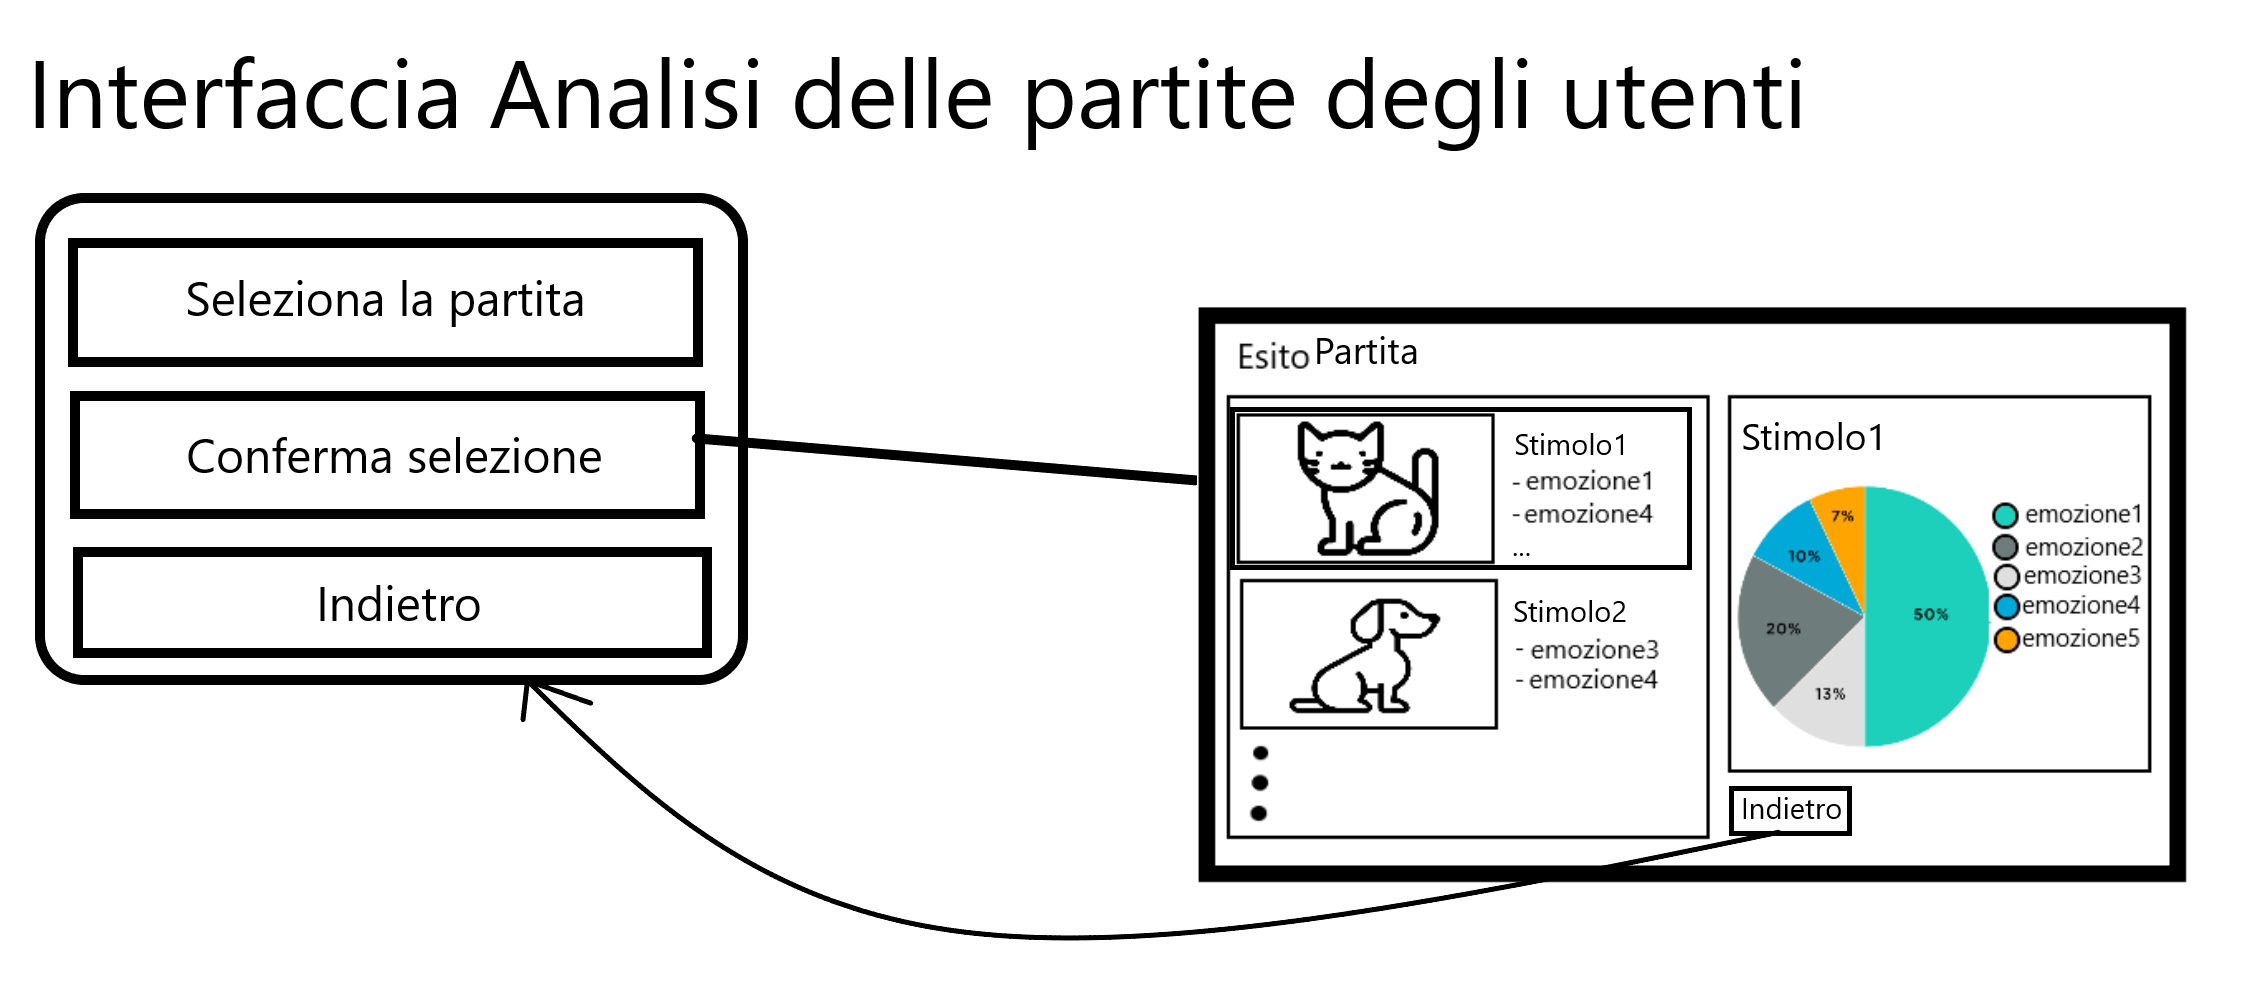 Interfaccia Analisi delle partite degli utenti
Seleziona la partita
Conferma selezione
Indietro
Esito Partita
Stimolo1
- emozione1
- emozione4
...
Stimolo2
- emozione3
- emozione4
Stimolo1
7%
10%
20%
13%
50%
emozione1
emozione2
emozione3
emozione4
emozione5
Indietro